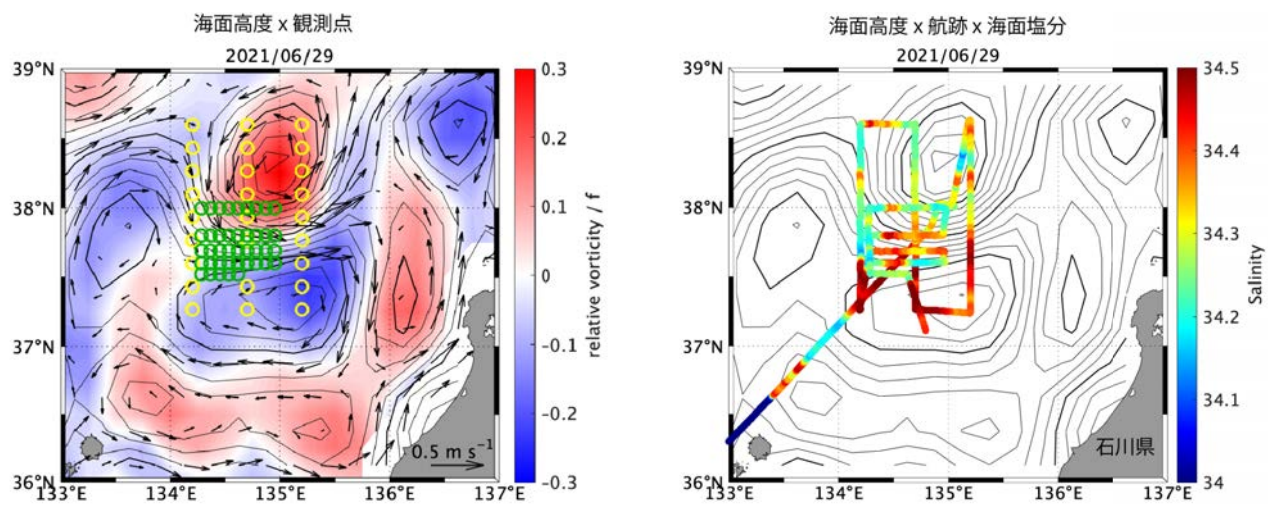 海面高度 x 観測点
2021/06/29
39°N
38°N
37°N
36°N
133°E
134°E
135°E
136°E
137°E
0.5 m s⁻¹
0.3
0.2
0.1
0
-0.1
-0.2
-0.3
relative vorticity / f
海面高度 x 航跡 x 海面塩分
2021/06/29
39°N
38°N
37°N
36°N
133°E
134°E
135°E
136°E
137°E
石川県
34.5
34.4
34.3
34.2
34.1
34
Salinity